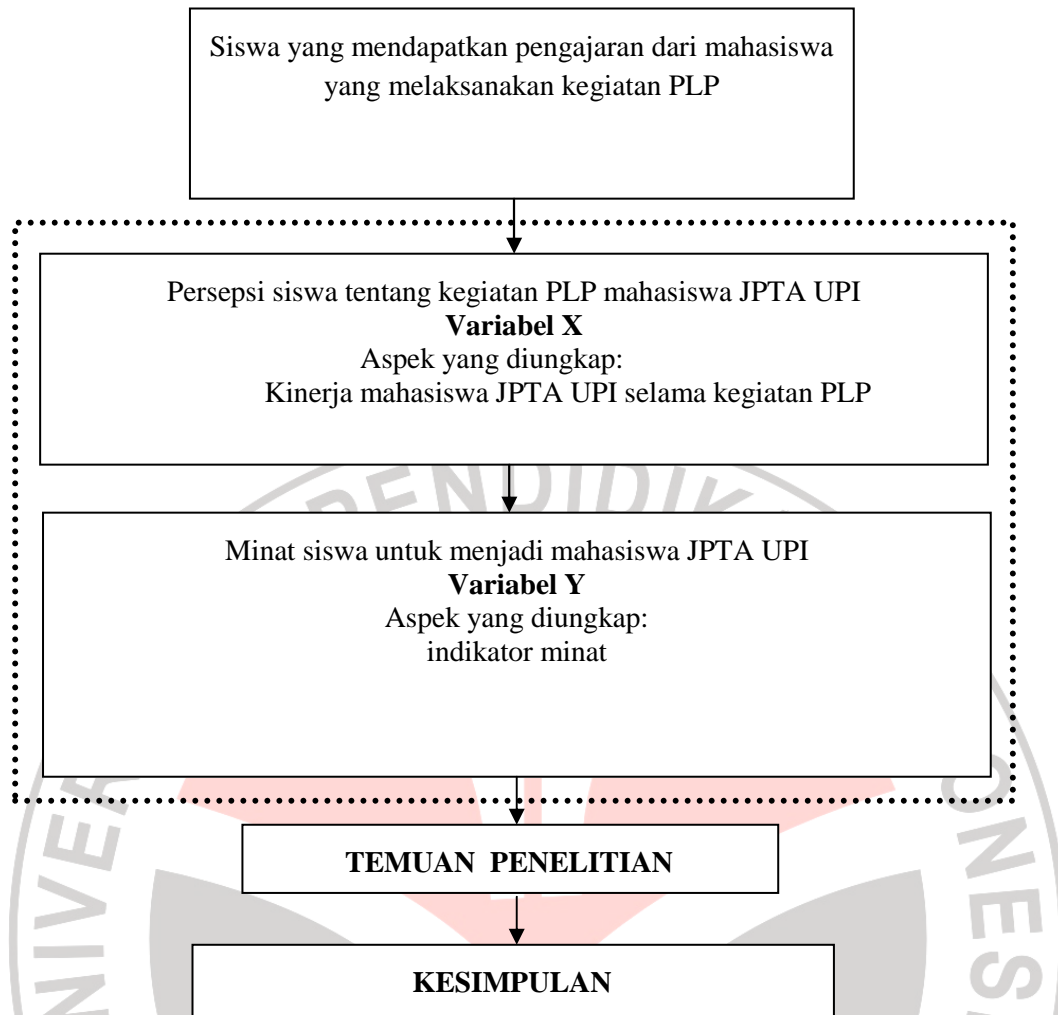 Siswa yang mendapatkan pengajaran dari mahasiswa
yang melaksanakan kegiatan PLP
Persepsi siswa tentang kegiatan PLP mahasiswa JPTA UPI
Variabel X
Aspek yang diungkap:
Kinerja mahasiswa JPTA UPI selama kegiatan PLP
Minat siswa untuk menjadi mahasiswa JPTA UPI
Variabel Y
Aspek yang diungkap:
indikator minat
TEMUAN PENELITIAN
KESIMPULAN